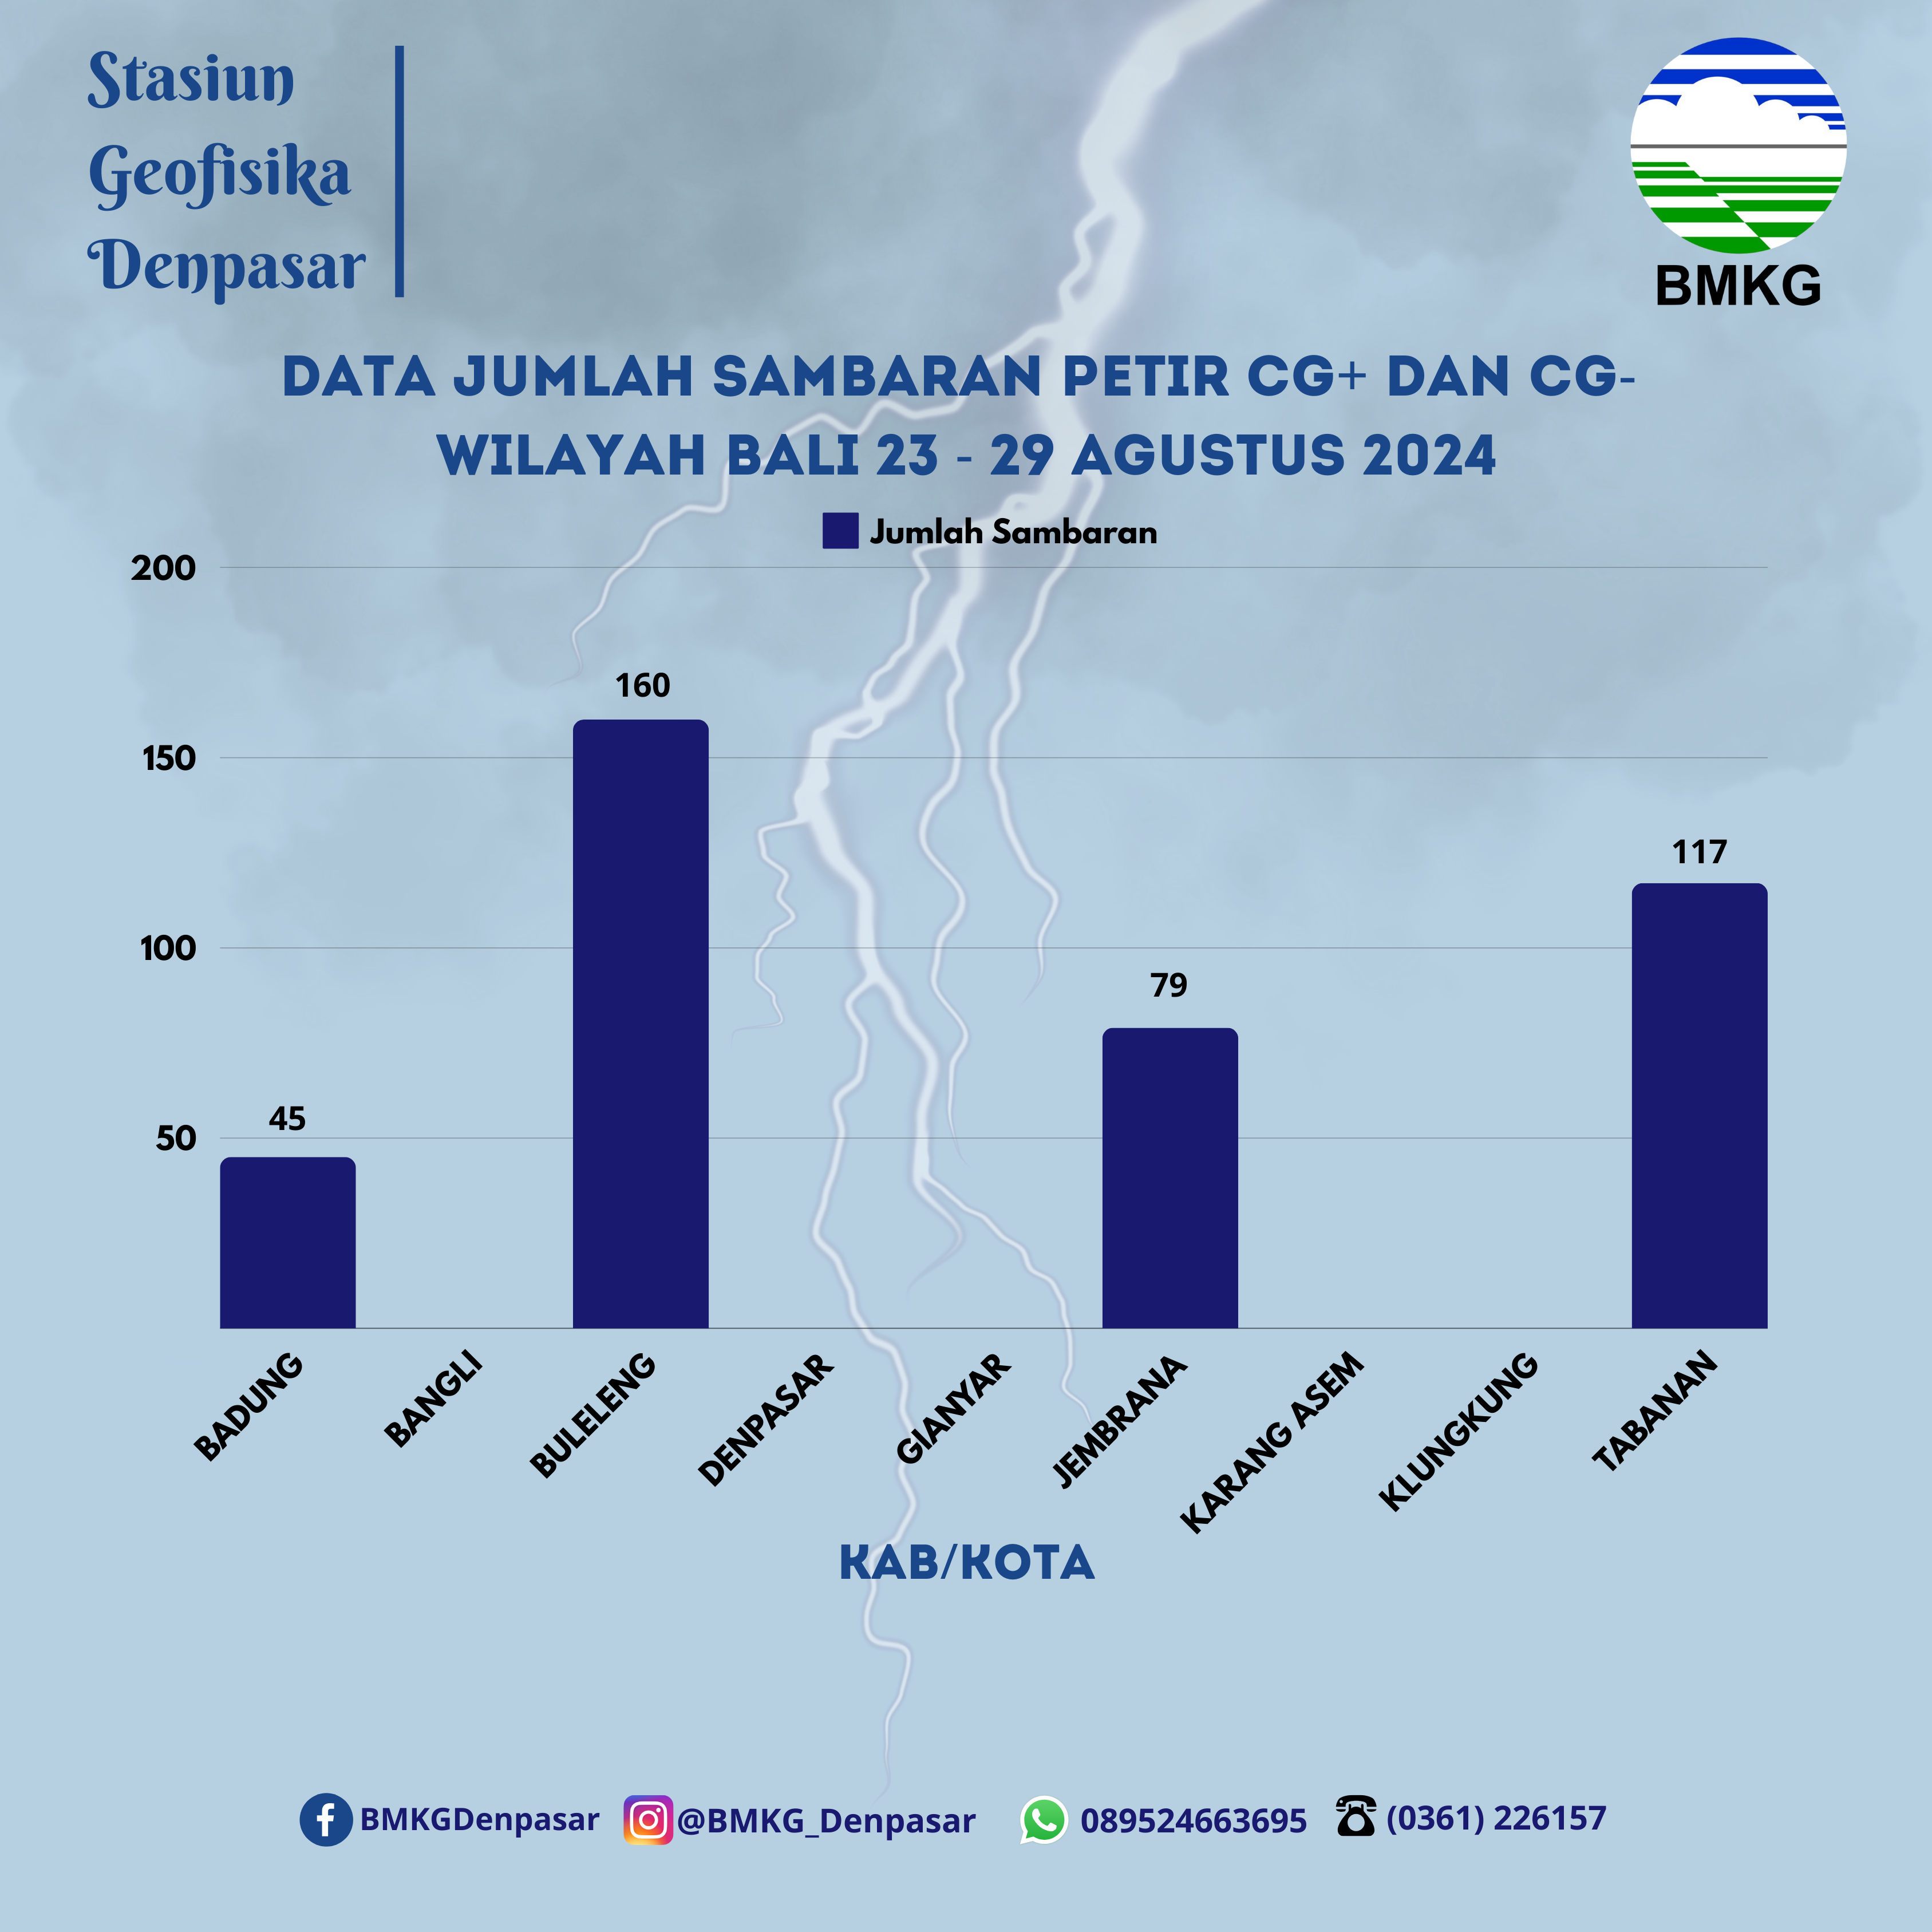 Stasiun
Geofisika
Denpasar
BMKG
DATA JUMLAH SAMBARAN PETIR CG+ DAN CG-
WILAYAH BALI 23 - 29 AGUSTUS 2024
Jumlah Sambaran
200
150
100
50
45
160
79
117
BADUNG
BANGLI
BULELENG
DENPASAR
GIANYAR
JEMBRANA
KARANG ASEM
KLUNGKUNG
TABANAN
KAB/KOTA
BMKGDenpasar @BMKG_Denpasar 089524663695 (0361) 226157